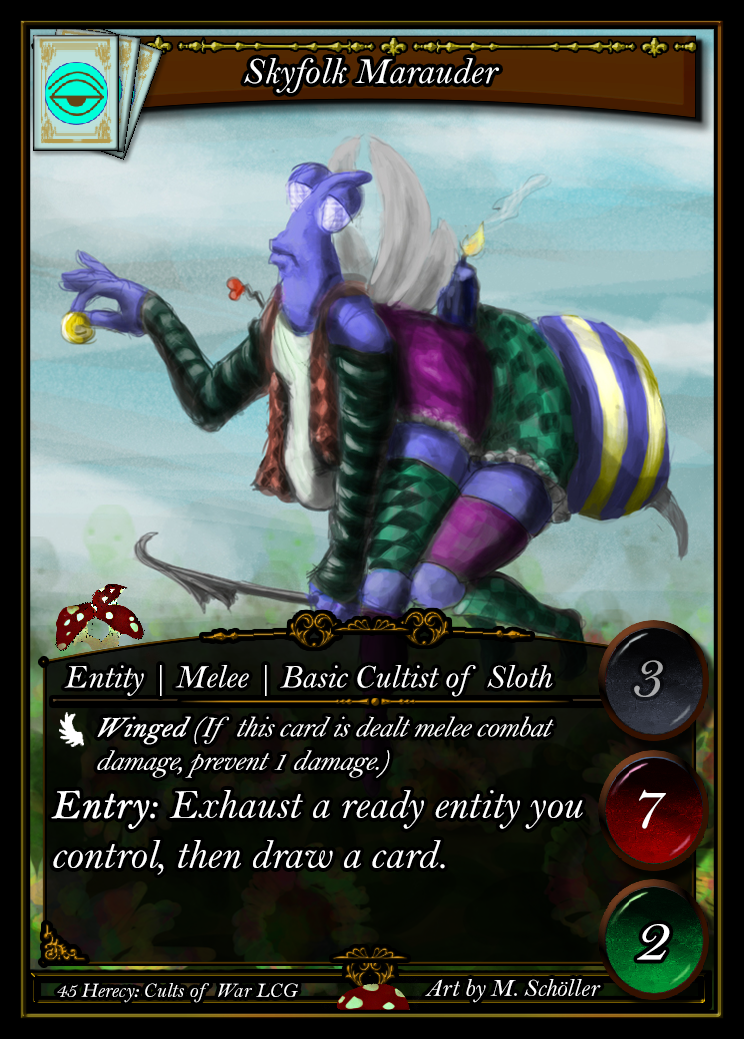 Skyfolk Marauder
Entity | Melee | Basic Cultist of Sloth
3
Winged (If this card is dealt melee combat
damage, prevent 1 damage.)
7
Entry: Exhaust a ready entity you
control, then draw a card.
2
45 Herecy: Cults of War LCG
Art by M. Schöller